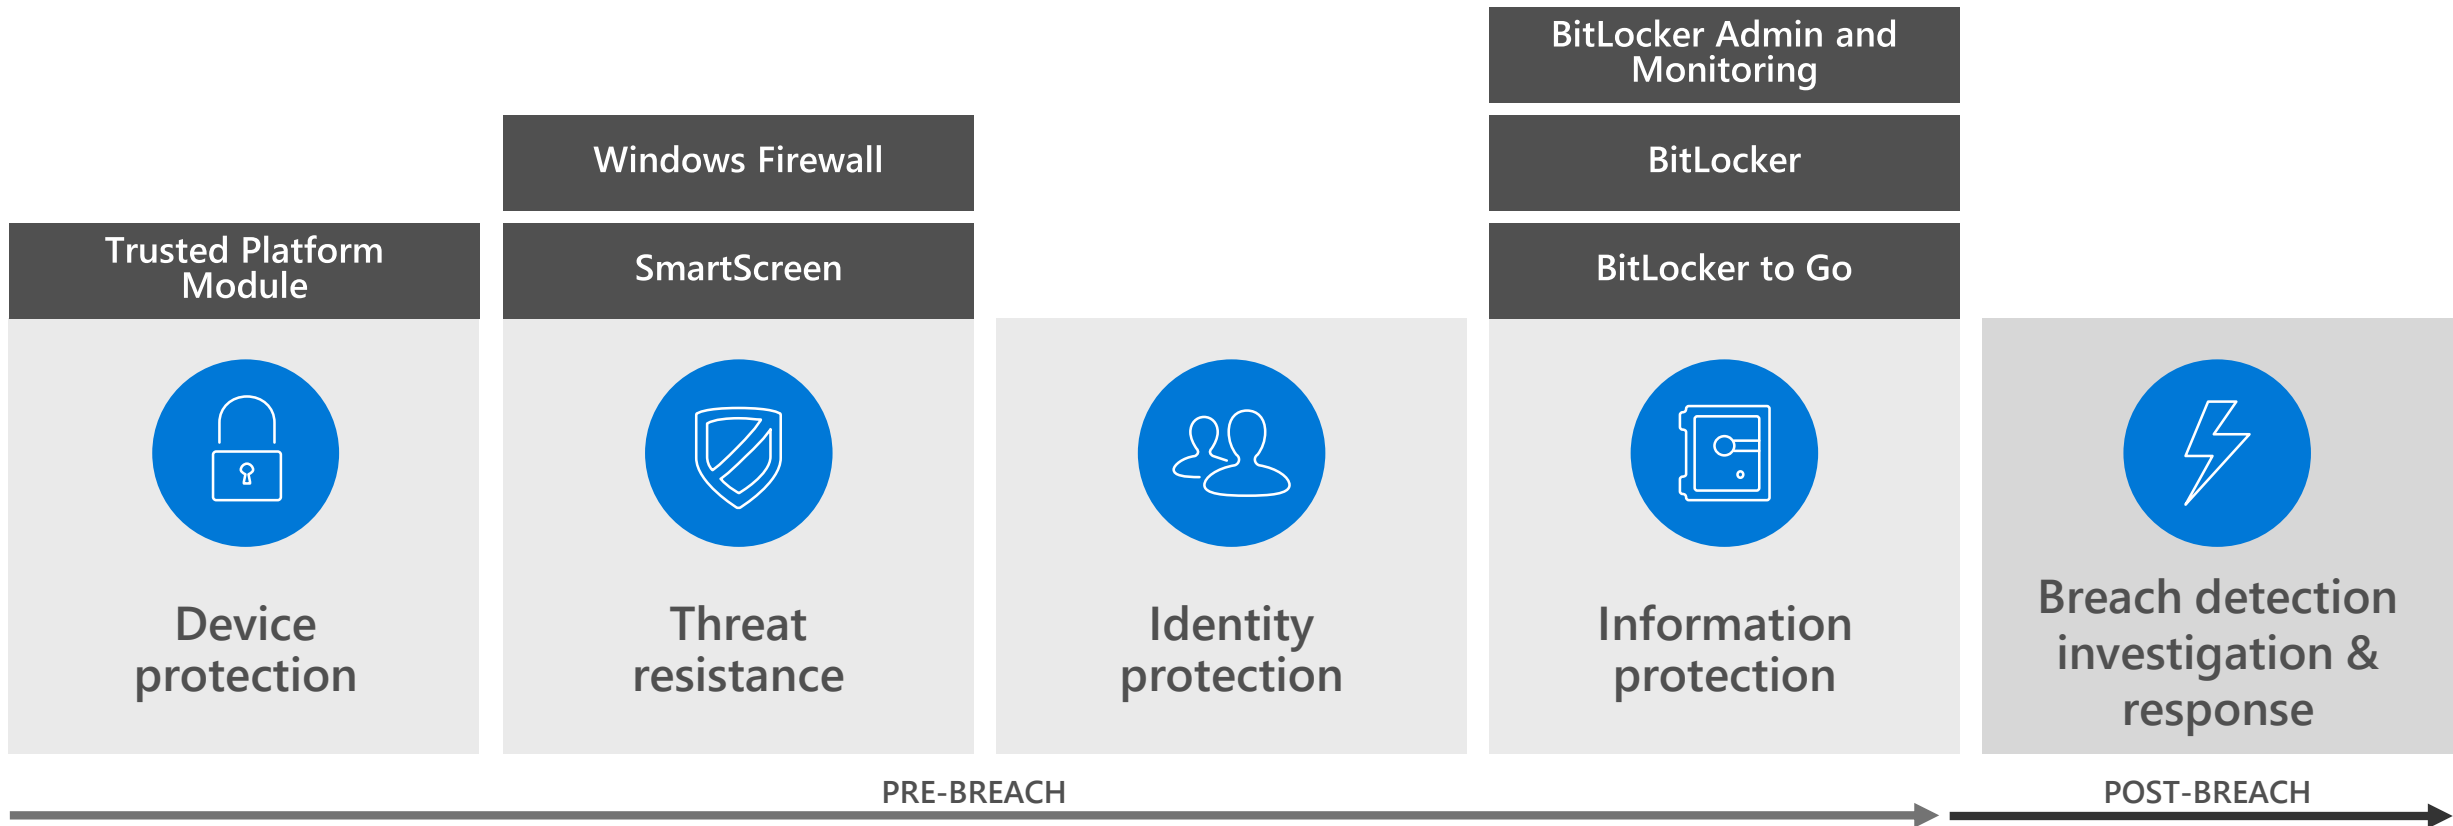 Trusted Platform
Module
Device
protection
Windows Firewall
SmartScreen
Threat
resistance
Identity
protection
BitLocker Admin and
Monitoring
BitLocker
BitLocker to Go
Information
protection
Breach detection
investigation &
response
PRE-BREACH
POST-BREACH